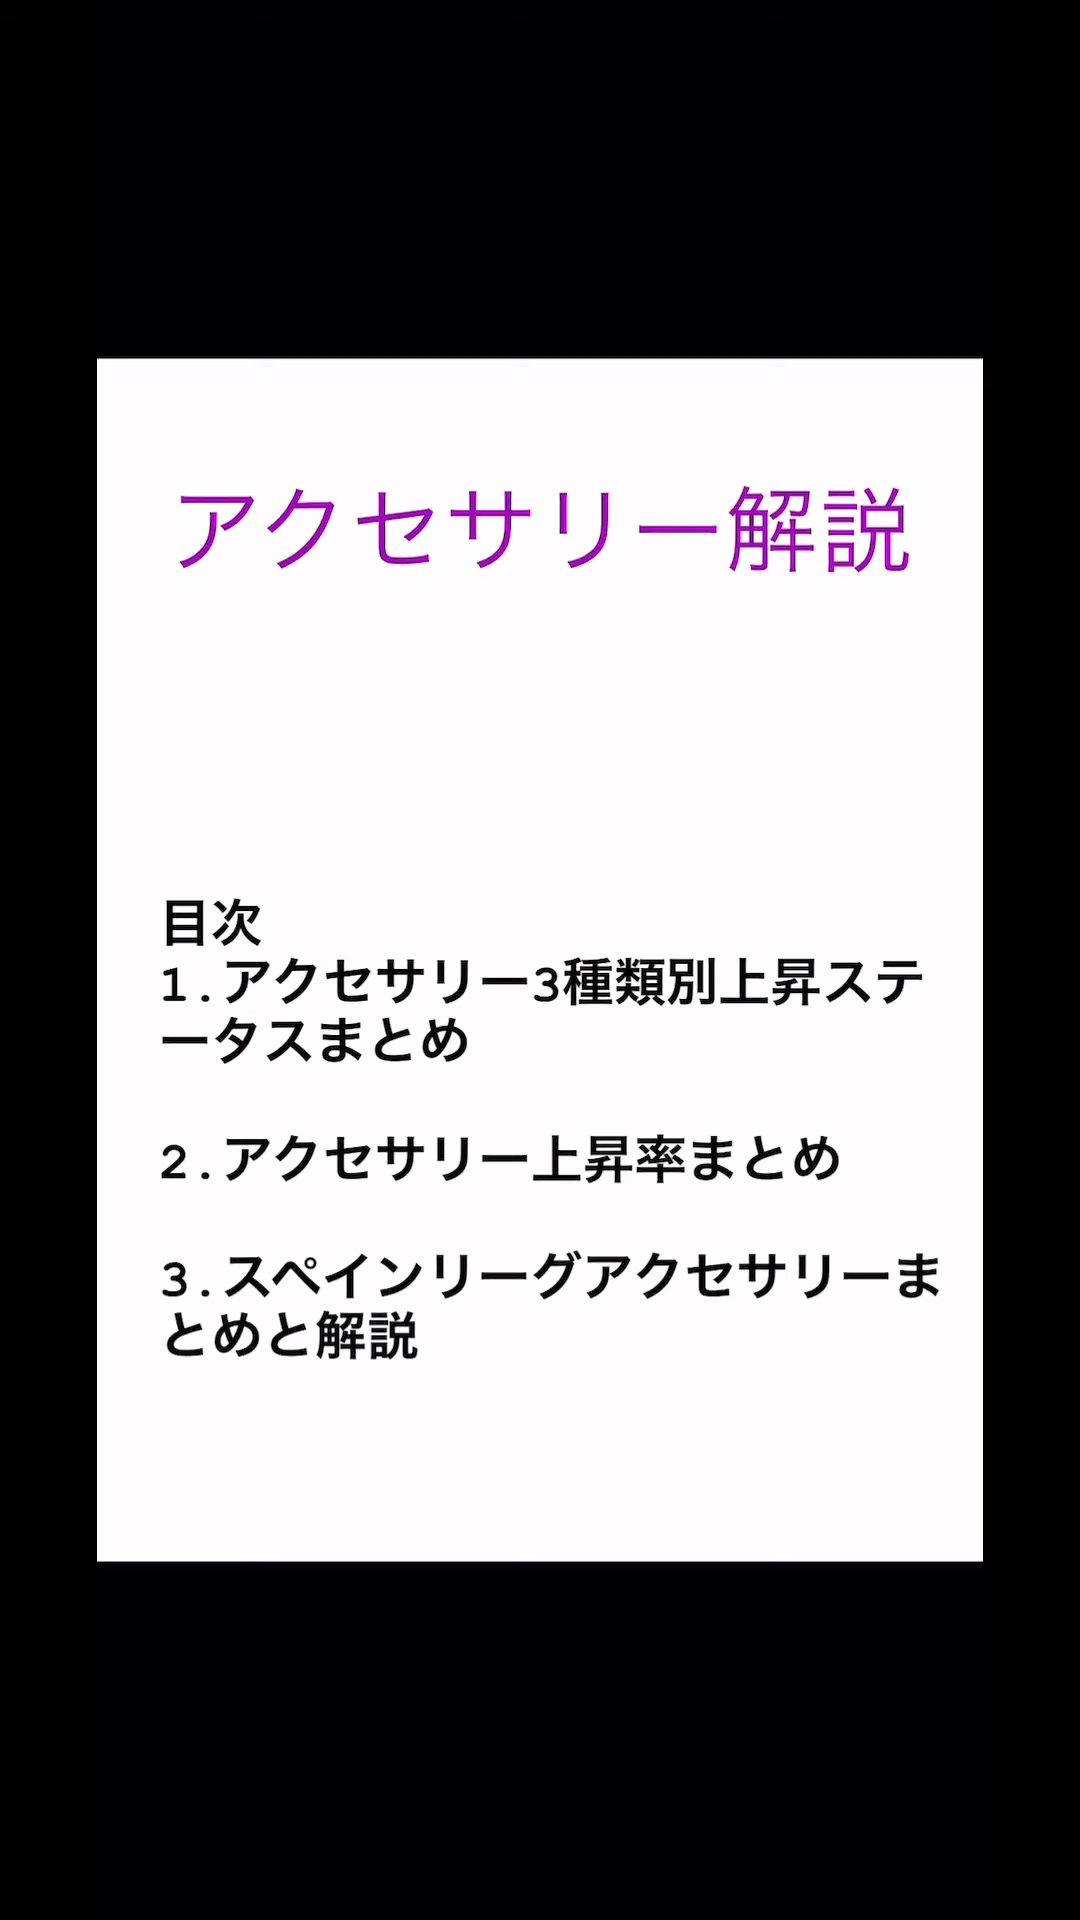 アクセサリー解説
目次
1.アクセサリー3種類別上昇ステ
ータスまとめ
2.アクセサリー上昇率まとめ
3.スペインリーグアクセサリーま
とめと解説